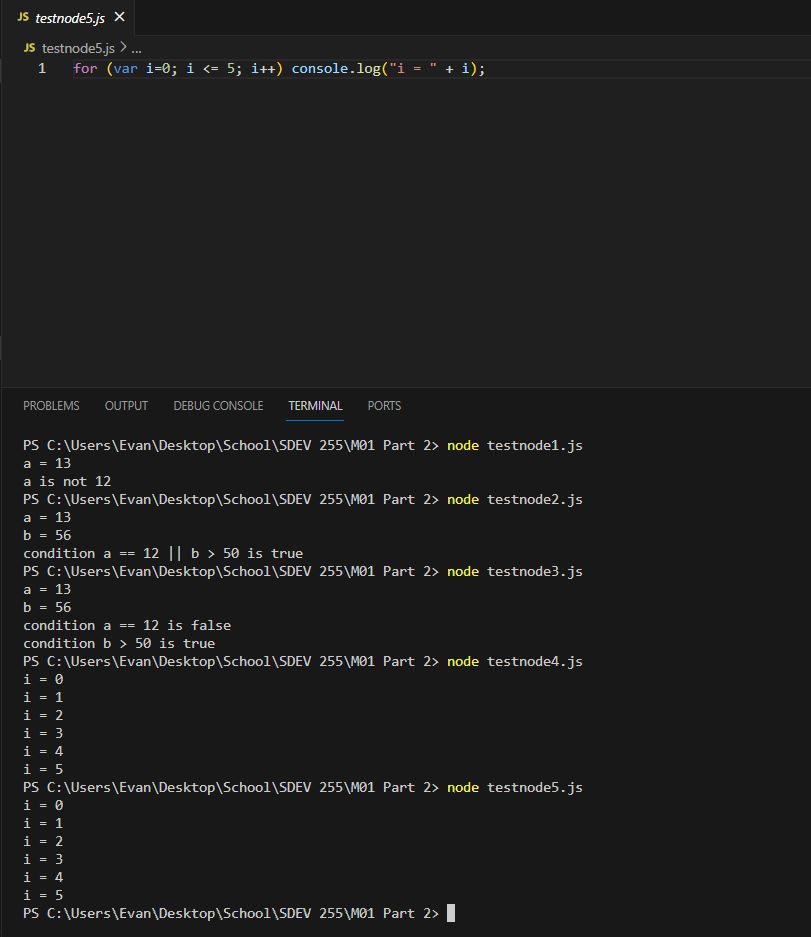 JS testnode5.js ×
JS testnode5.js > ...
1 for (var i=0; i <= 5; i++) console.log("i = " + i);
PROBLEMS OUTPUT DEBUG CONSOLE TERMINAL PORTS
PS C:\Users\Evan\Desktop\School\SDEV 255\M01 Part 2> node testnode1.js
a = 13
a is not 12
PS C:\Users\Evan\Desktop\School\SDEV 255\M01 Part 2> node testnode2.js
a = 13
b = 56
condition a == 12 || b > 50 is true
PS C:\Users\Evan\Desktop\School\SDEV 255\M01 Part 2> node testnode3.js
a = 13
b = 56
condition a == 12 is false
condition b > 50 is true
PS C:\Users\Evan\Desktop\School\SDEV 255\M01 Part 2> node testnode4.js
i = 0
i = 1
i = 2
i = 3
i = 4
i = 5
PS C:\Users\Evan\Desktop\School\SDEV 255\M01 Part 2> node testnode5.js
i = 0
i = 1
i = 2
i = 3
i = 4
i = 5
PS C:\Users\Evan\Desktop\School\SDEV 255\M01 Part 2>